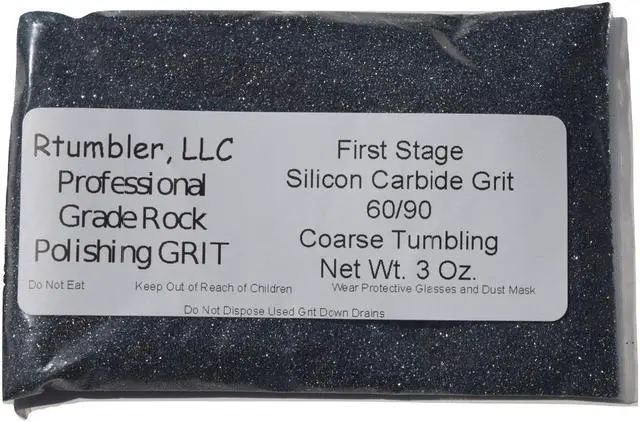 Rtumbler, LLC
Professional
Grade Rock
Polishing GRIT
First Stage
Silicon Carbide Grit
60/90
Coarse Tumbling
Net Wt. 3 Oz.
Do Not Eat
Keep Out of Reach of Children
Wear Protective Glasses and Dust Mask
Do Not Dispose Used Grit Down Drains